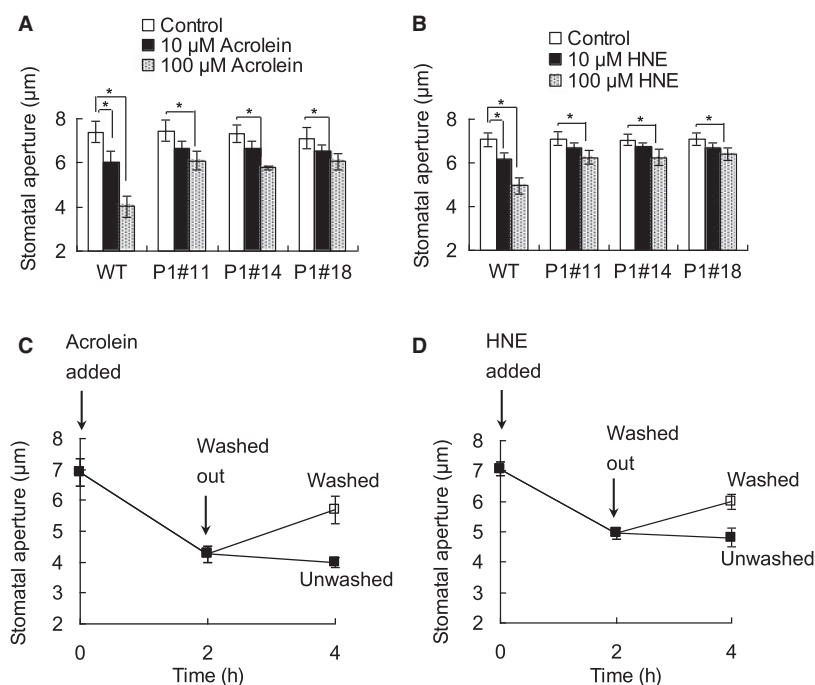 A
Control
10 µM Acrolein
100 µM Acrolein
Stomatal aperture (µm)
8
6
4
2
* *
*
*
*
WT P1#11 P1#14 P1#18
B
Control
10 µM HNE
100 µM HNE
Stomatal aperture (µm)
8
6
4
2
* *
*
*
*
WT P1#11 P1#14 P1#18
C
Acrolein
added
Stomatal aperture (µm)
8
7
6
5
4
3
2
Washed
out
Washed
Unwashed
0 2 4
Time (h)
D
HNE
added
Stomatal aperture (µm)
8
7
6
5
4
3
2
Washed
out
Washed
Unwashed
0 2 4
Time (h)